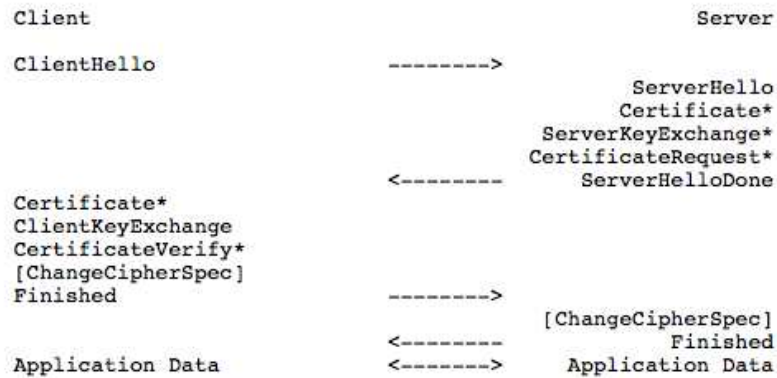 Client Server
ClientHello -------->
ServerHello
Certificate*
ServerKeyExchange*
CertificateRequest*
<-------- ServerHelloDone
Certificate*
ClientKeyExchange
CertificateVerify*
[ChangeCipherSpec]
Finished -------->
[ChangeCipherSpec]
<-------- Finished
Application Data <-------> Application Data